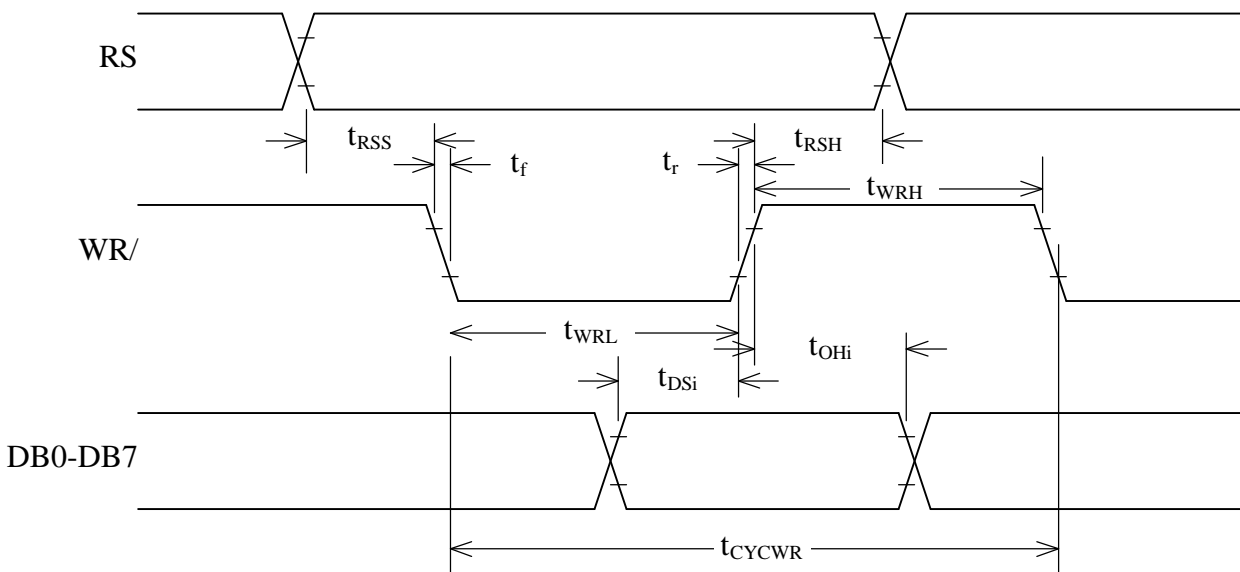 RS
tRSS
tRSH
tf
tr
tWRH
WR/
tWRL
tOHi
tDSi
DB0-DB7
tCYCWR